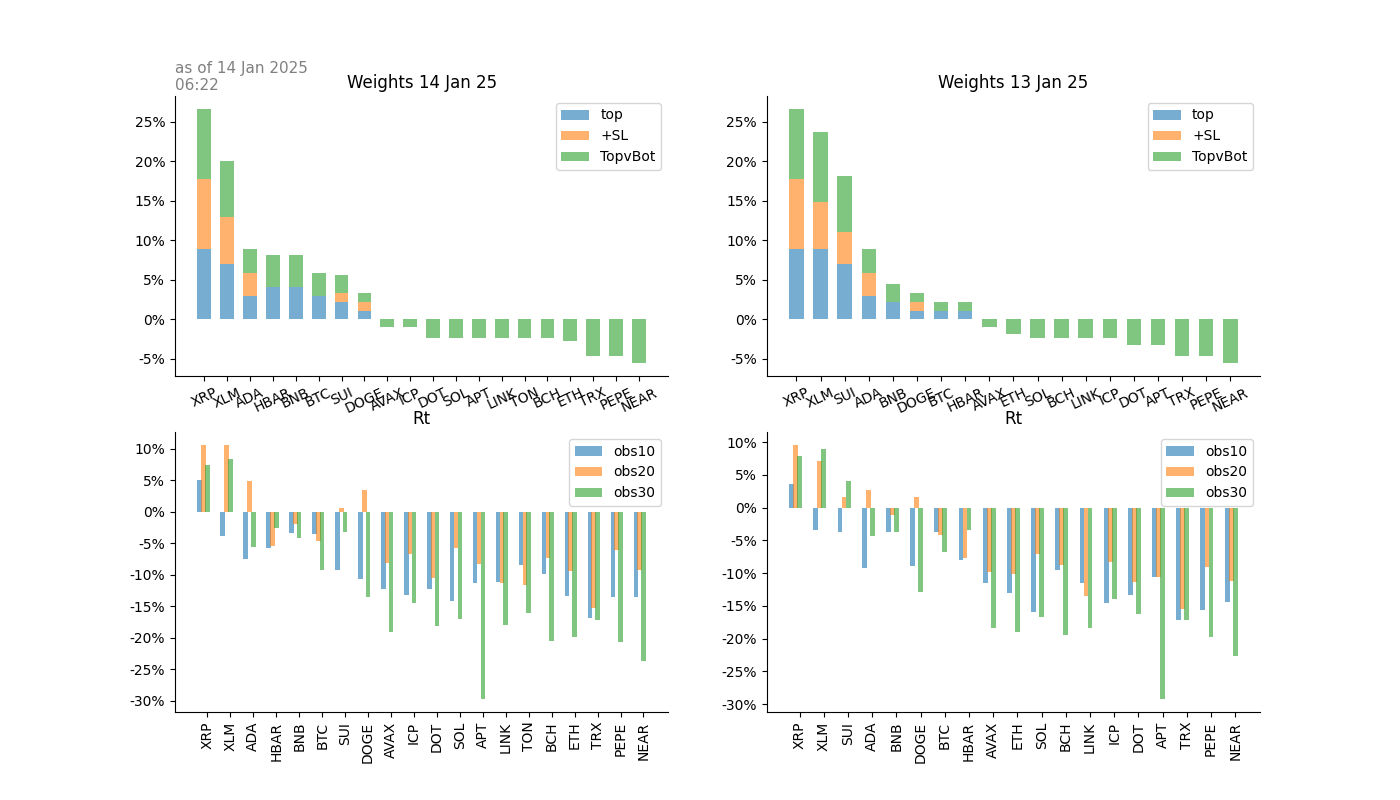 as of 14 Jan 2025
06:22
Weights 14 Jan 25
25%
20%
15%
10%
5%
0%
-5%
top
+SL
TopvBot
XRP XLM ADA HBAR BNB BTC SUI DOGE AVAX ICP DOT SOL APT LINK TON BCH ETH TRX PEPE NEAR
Weights 13 Jan 25
25%
20%
15%
10%
5%
0%
-5%
top
+SL
TopvBot
XRP XLM SUI ADA BNB DOGE BTC HBAR AVAX ETH SOL BCH LINK ICP DOT APT TRX PEPE NEAR
Rt
10%
5%
0%
-5%
-10%
-15%
-20%
-25%
-30%
obs10
obs20
obs30
XRP XLM ADA HBAR BNB BTC SUI DOGE AVAX ICP DOT SOL APT LINK TON BCH ETH TRX PEPE NEAR
Rt
10%
5%
0%
-5%
-10%
-15%
-20%
-25%
-30%
obs10
obs20
obs30
XRP XLM SUI ADA BNB DOGE BTC HBAR AVAX ETH SOL BCH LINK ICP DOT APT TRX PEPE NEAR